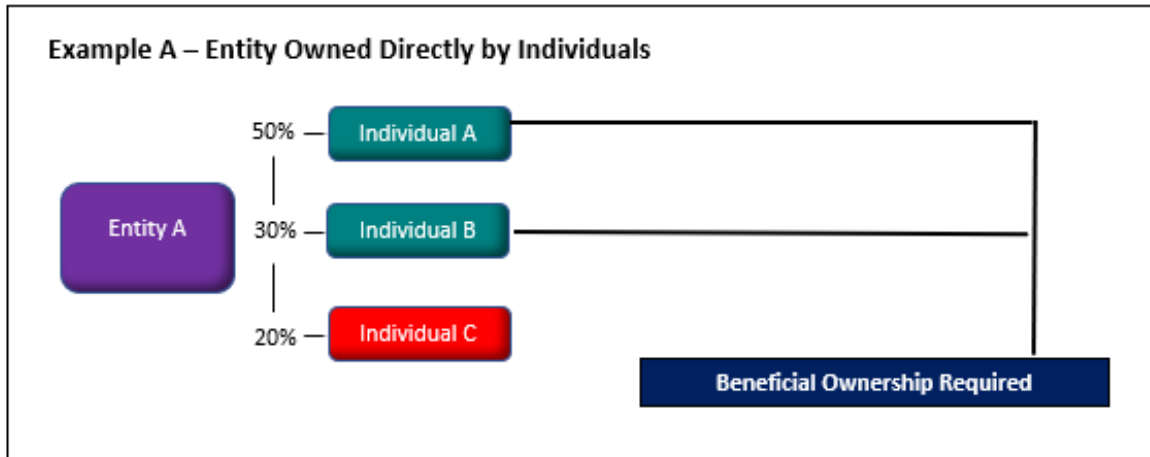 Example A – Entity Owned Directly by Individuals
50%
Individual A
Entity A
30%
Individual B
20%
Individual C
Beneficial Ownership Required